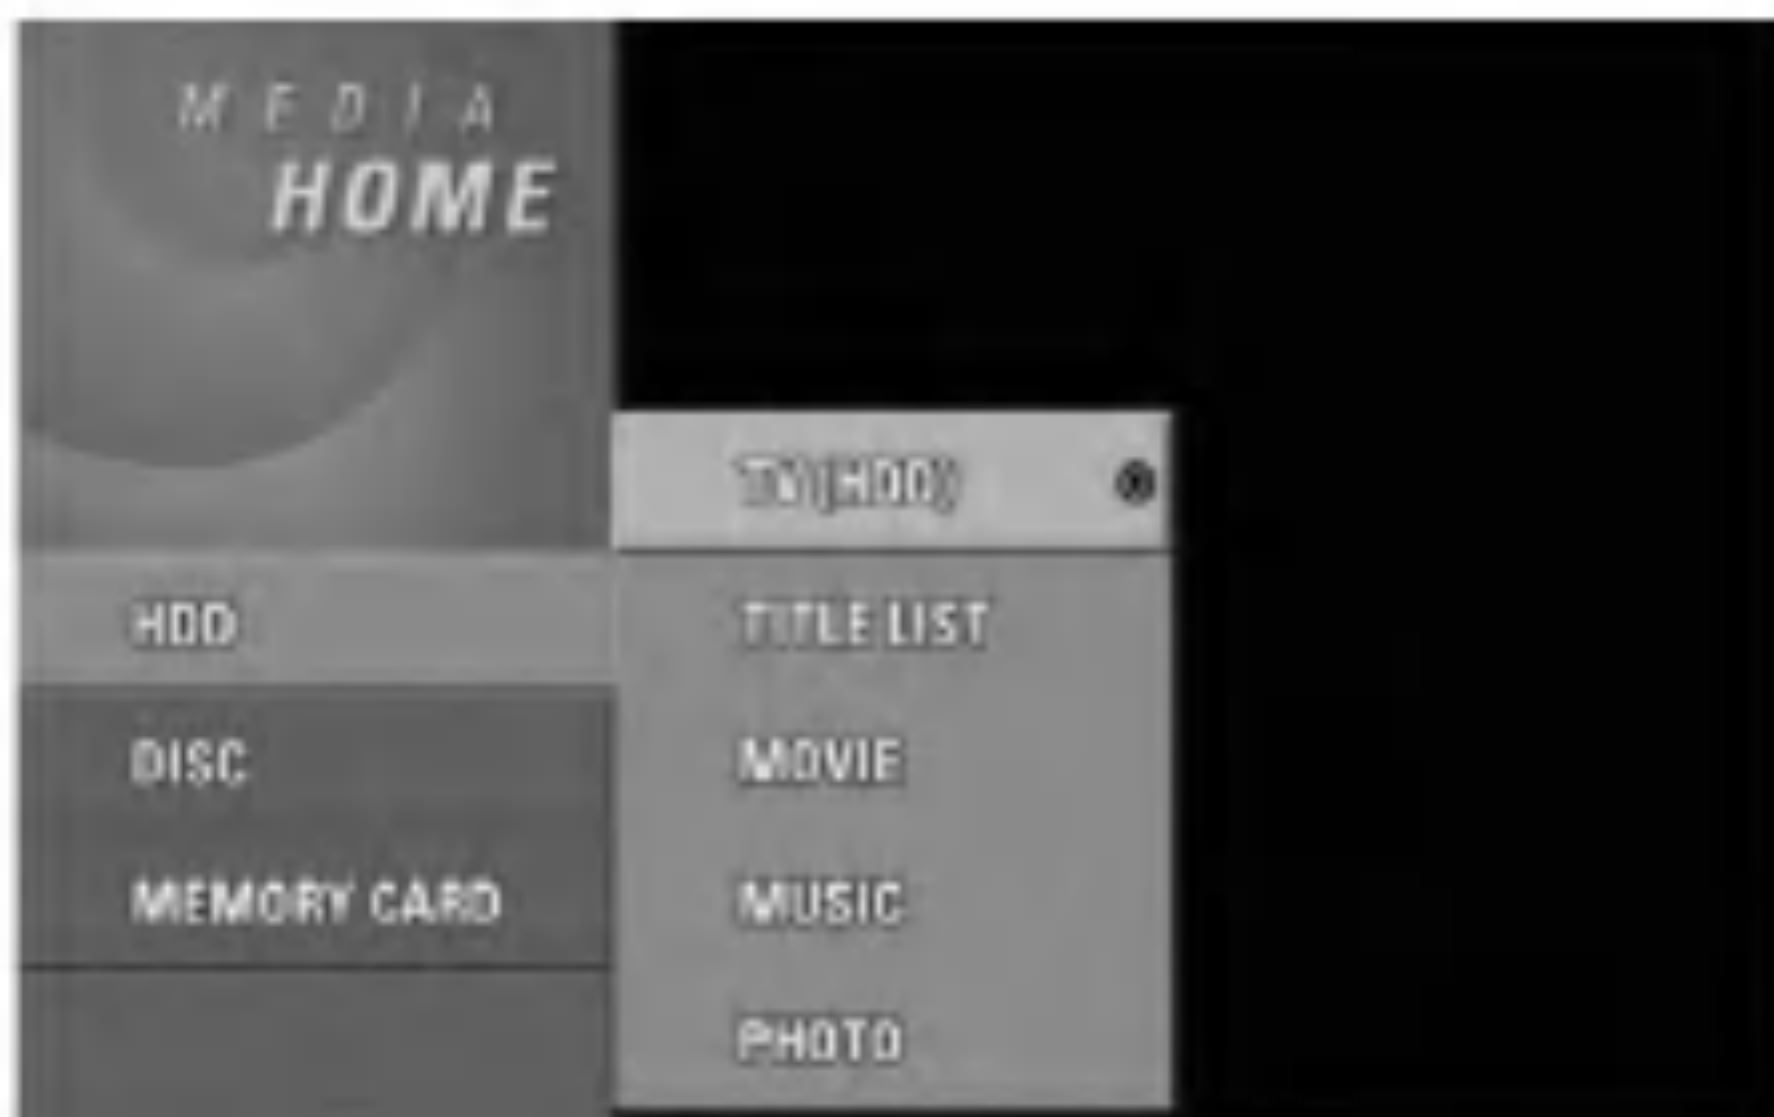 MEDIA
HOME
HDD
DISC
MEMORY CARD
TV (HDD)
TITLE LIST
MOVIE
MUSIC
PHOTO